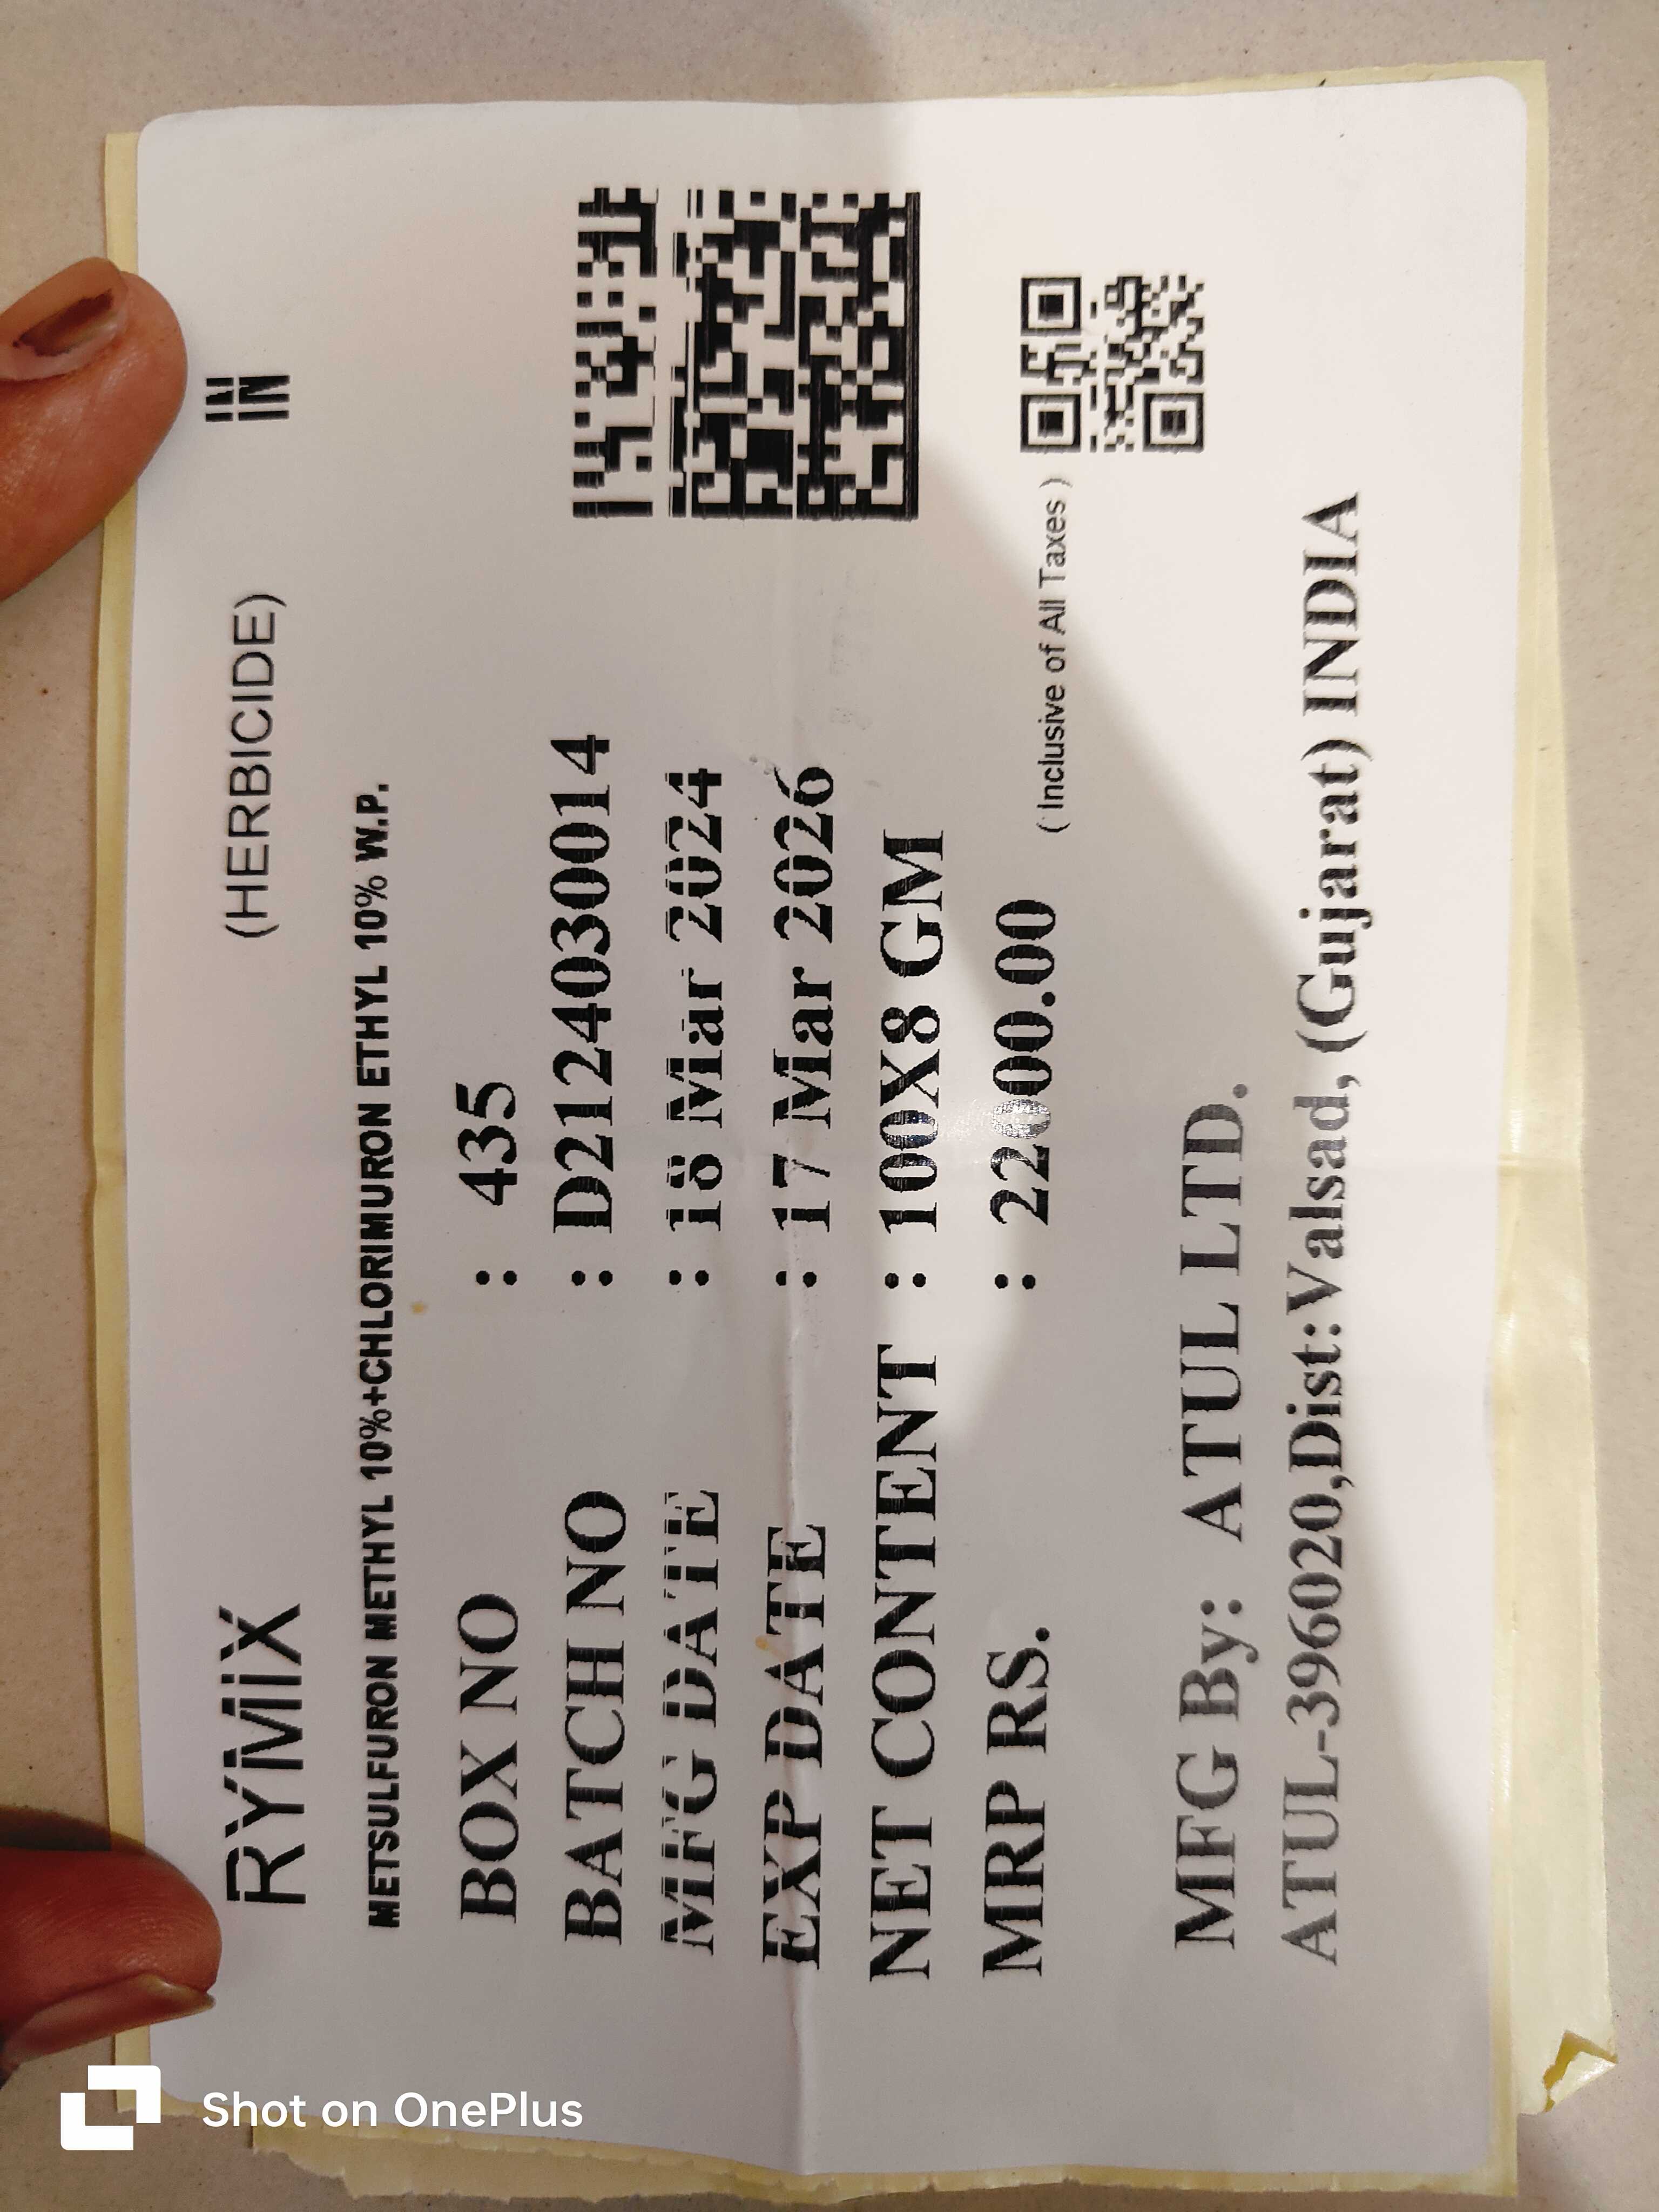 RYMIX (HERBICIDE) IN
METSULFURON METHYL 10%+CHLORIMURON ETHYL 10% W.P.
BOX NO : 435
BATCH NO : D2124030014
MFG DATE : 18 Mar 2024
EXP DATE : 17 Mar 2026
NET CONTENT : 100X8 GM
MRP RS. : 22000.00 ( Inclusive of All Taxes )
MFG By: ATUL LTD.
ATUL-396020,Dist::Valsad, (Gujarat) INDIA
Shot on OnePlus